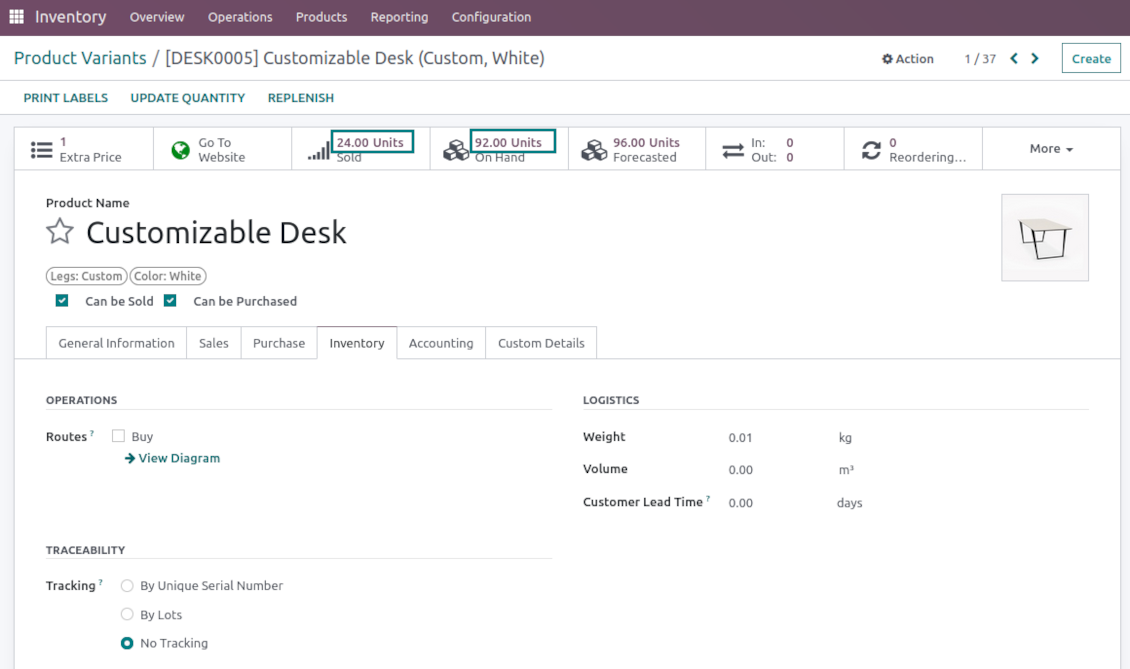 Inventory Overview Operations Products Reporting Configuration
Product Variants / [DESK0005] Customizable Desk (Custom, White) Action 1 / 37 Create
PRINT LABELS UPDATE QUANTITY REPLENISH
1 Extra Price
Go To Website
24.00 Units Sold
92.00 Units On Hand
96.00 Units Forecasted
In: 0
Out: 0
0 Reordering...
More
Product Name
Customizable Desk
Legs: Custom Color: White
Can be Sold Can be Purchased
General Information Sales Purchase Inventory Accounting Custom Details
OPERATIONS
Routes ? Buy
View Diagram
LOGISTICS
Weight 0.01 kg
Volume 0.00 m³
Customer Lead Time ? 0.00 days
TRACEABILITY
Tracking ? By Unique Serial Number
By Lots
No Tracking